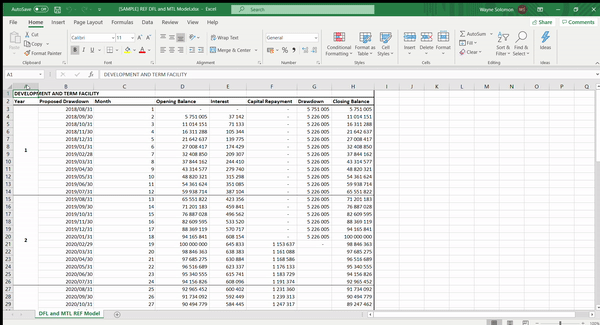 AutoSave Off [SAMPLE] REF DFL and MTL Model.xlsx - Excel Search Wayne Solomon
File Home Insert Page Layout Formulas Data Review View Help Share Comments
Cut Calibri 11 Wrap Text General AutoSum
Copy Fill
Format Painter B I U Merge & Center Conditional Formatting Format as Table Cell Styles Insert Delete Format Clear Sort & Filter Find & Select Ideas
Clipboard Font Alignment Number Styles Cells Editing Ideas
A1 fx DEVELOPMENT AND TERM FACILITY
A B C D E F G H I J K L M N O P Q
1 DEVELOPMENT AND TERM FACILITY
2 Year Proposed Drawdown Month Opening Balance Interest Capital Repayment Drawdown Closing Balance
3 2018/08/31 1 - - - 5 751 005 5 751 005
4 2018/09/30 2 5 751 005 37 142 - 5 226 005 11 014 151
5 2018/10/31 3 11 014 151 71 133 - 5 226 005 16 311 288
6 2018/11/30 4 16 311 288 105 344 - 5 226 005 21 642 637
7 2018/12/31 5 21 642 637 139 775 - 5 226 005 27 008 417
8 2019/01/31 6 27 008 417 174 429 - 5 226 005 32 408 850
9 1 2019/02/28 7 32 408 850 209 307 - 5 226 005 37 844 162
10 2019/03/31 8 37 844 162 244 410 - 5 226 005 43 314 577
11 2019/04/30 9 43 314 577 279 740 - 5 226 005 48 820 321
12 2019/05/31 10 48 820 321 315 298 - 5 226 005 54 361 624
13 2019/06/30 11 54 361 624 351 085 - 5 226 005 59 938 714
14 2019/07/31 12 59 938 714 387 104 - 5 226 005 65 551 822
15 2019/08/31 13 65 551 822 423 356 - 5 226 005 71 201 183
16 2019/09/30 14 71 201 183 459 841 - 5 226 005 76 887 028
17 2019/10/31 15 76 887 028 496 562 - 5 226 005 82 609 595
18 2019/11/30 16 82 609 595 533 520 - 5 226 005 88 369 119
19 2019/12/31 17 88 369 119 570 717 - 5 226 005 94 165 841
20 2 2020/01/31 18 94 165 841 608 154 - 5 226 005 100 000 000
21 2020/02/29 19 100 000 000 645 833 1 153 637 - 98 846 363
22 2020/03/31 20 98 846 363 638 383 1 161 088 97 685 275
23 2020/04/30 21 97 685 275 630 884 1 168 586 96 516 689
24 2020/05/31 22 96 516 689 623 337 1 176 133 95 340 555
25 2020/06/30 23 95 340 555 615 741 1 183 729 94 156 826
26 2020/07/31 24 94 156 826 608 096 1 191 374 92 965 452
27 2020/08/31 25 92 965 452 600 402 1 231 360 91 734 092
28 2020/09/30 26 91 734 092 592 449 1 239 313 90 494 779
29 2020/10/31 27 90 494 779 584 445 1 247 317 89 247 462
DFL and MTL REF Model